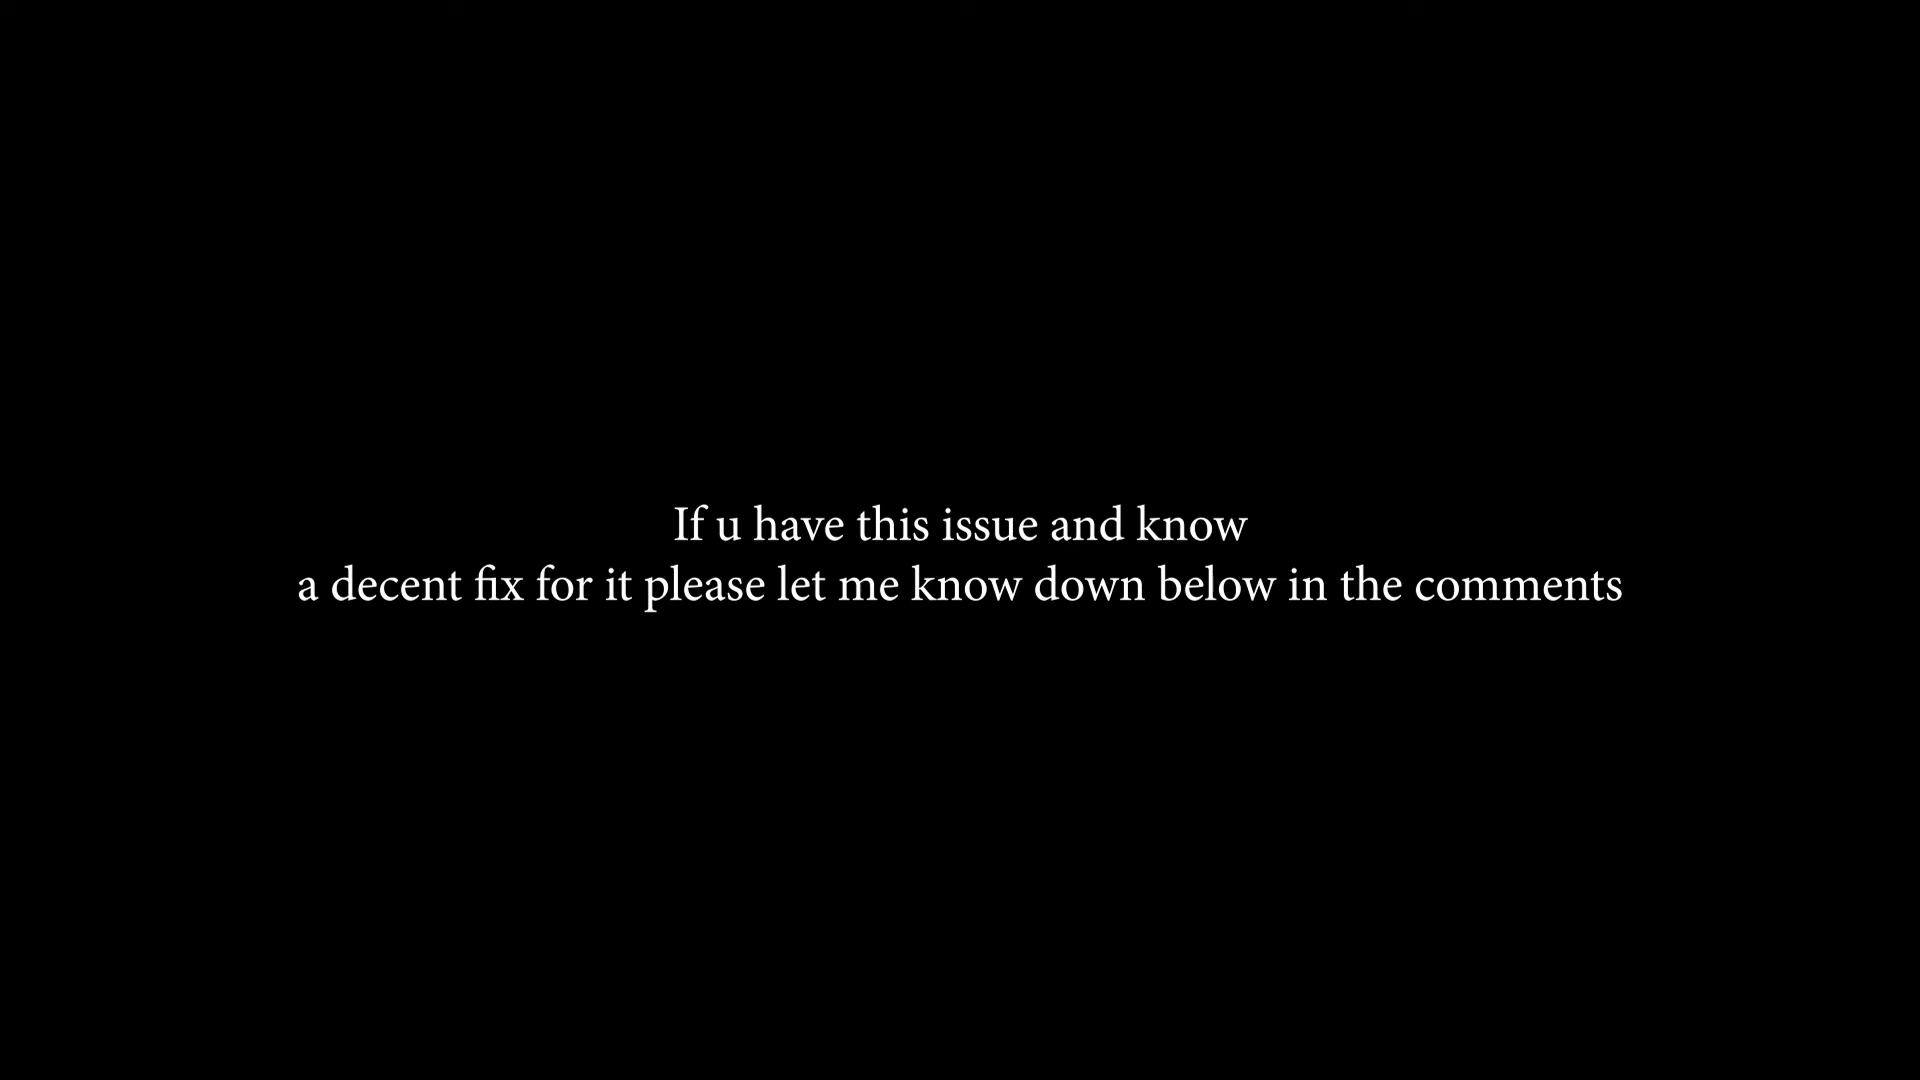 If u have this issue and know
a decent fix for it please let me know down below in the comments